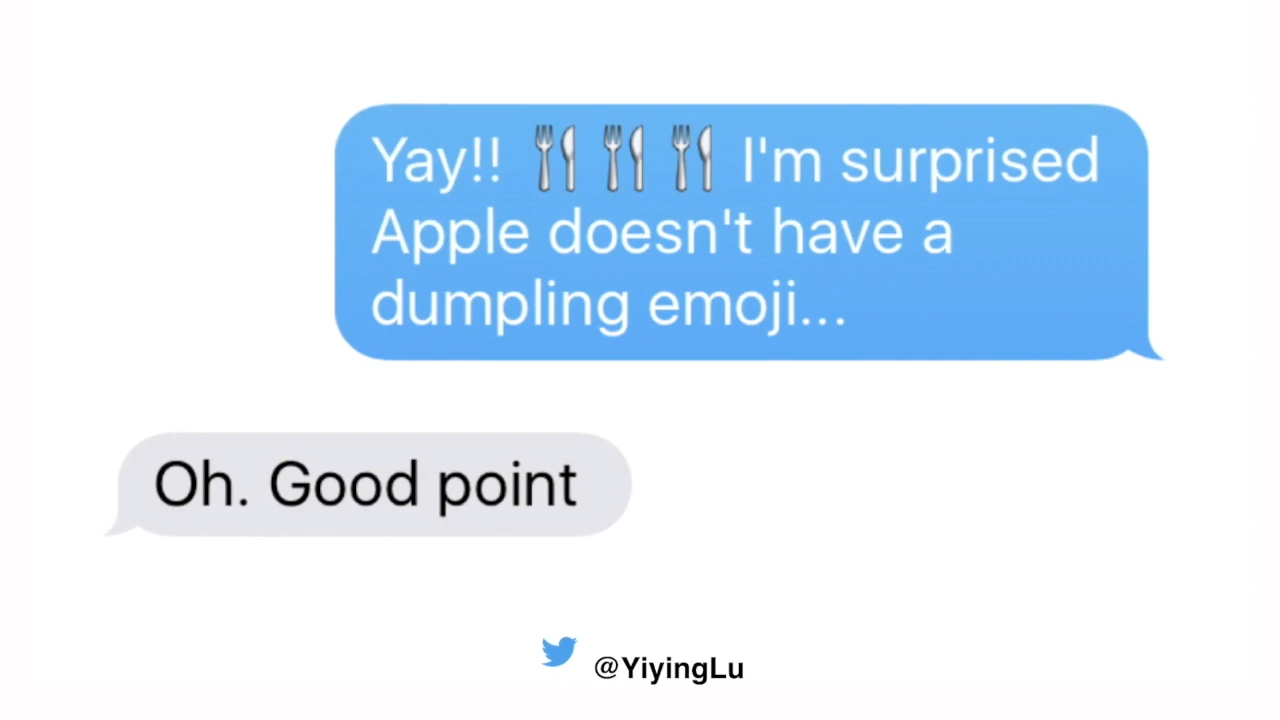 Yay!! 🍴🍴🍴 I'm surprised
Apple doesn't have a
dumpling emoji...
Oh. Good point
@YiyingLu